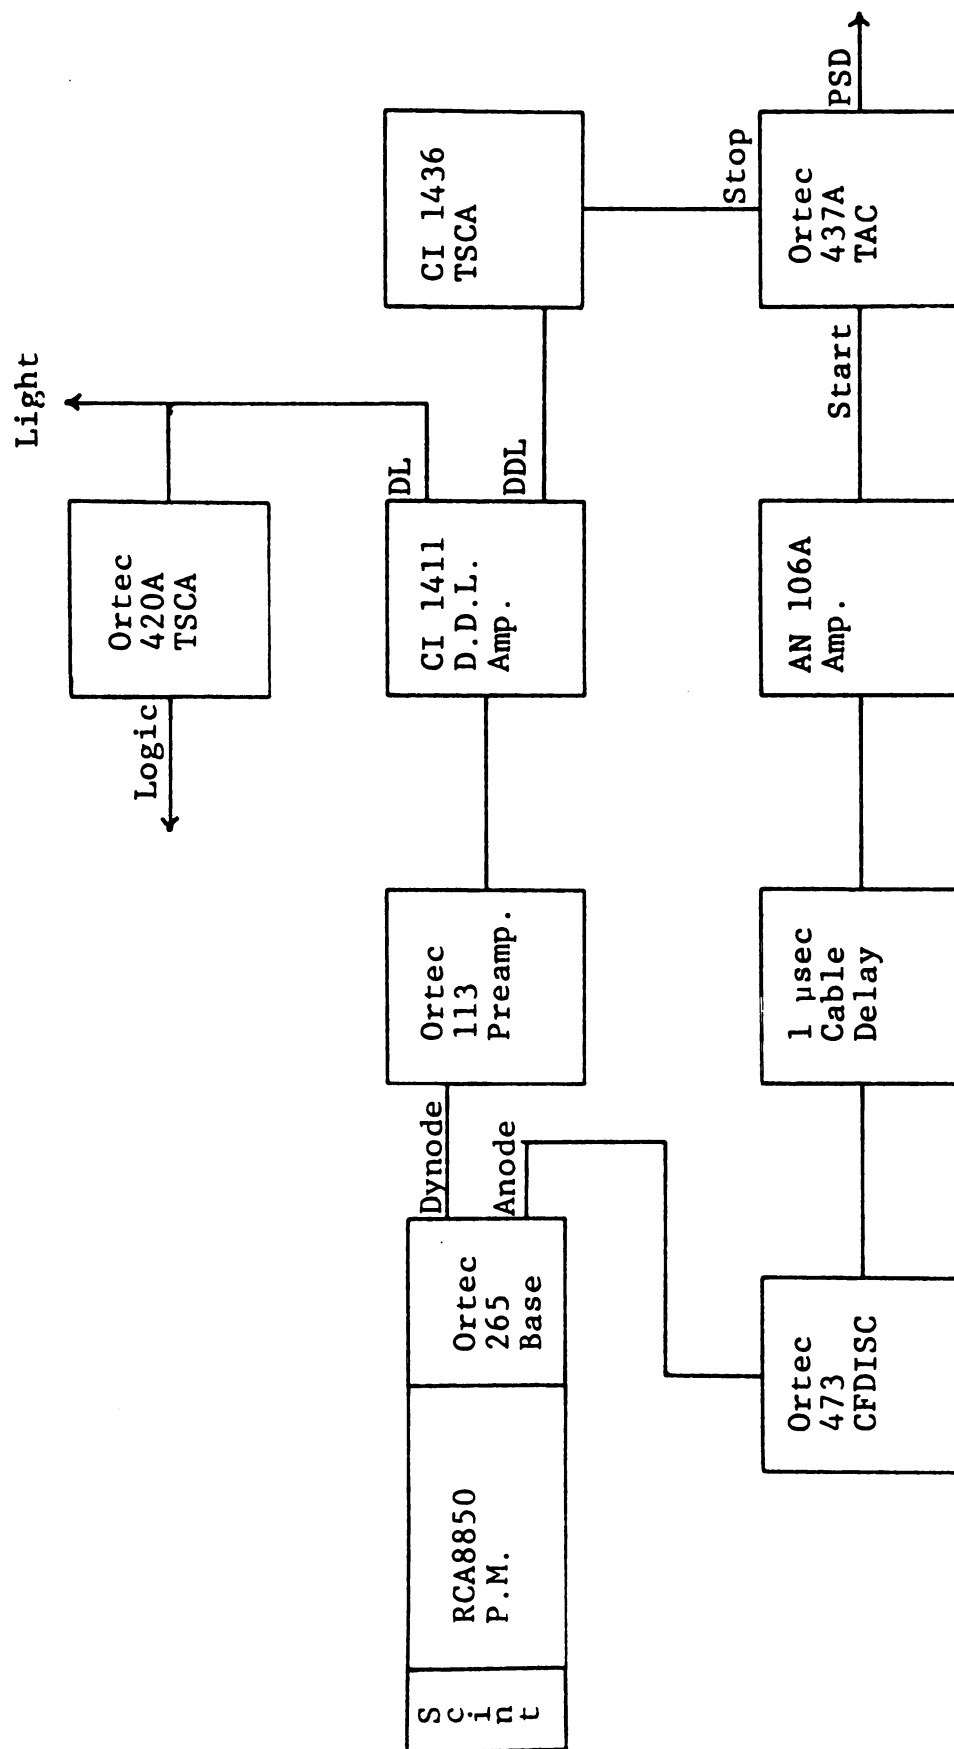 Light
Ortec
420A
TSCA
Logic
CI 1436
TSCA
DL
DDL
CI 1411
D.D.L.
Amp.
Ortec
113
Preamp.
Dynode
Anode
Ortec
265
Base
RCA8850
P.M.
Scint
Stop
PSD
Ortec
437A
TAC
Start
AN 106A
Amp.
1 μsec
Cable
Delay
Ortec
473
CFDISC